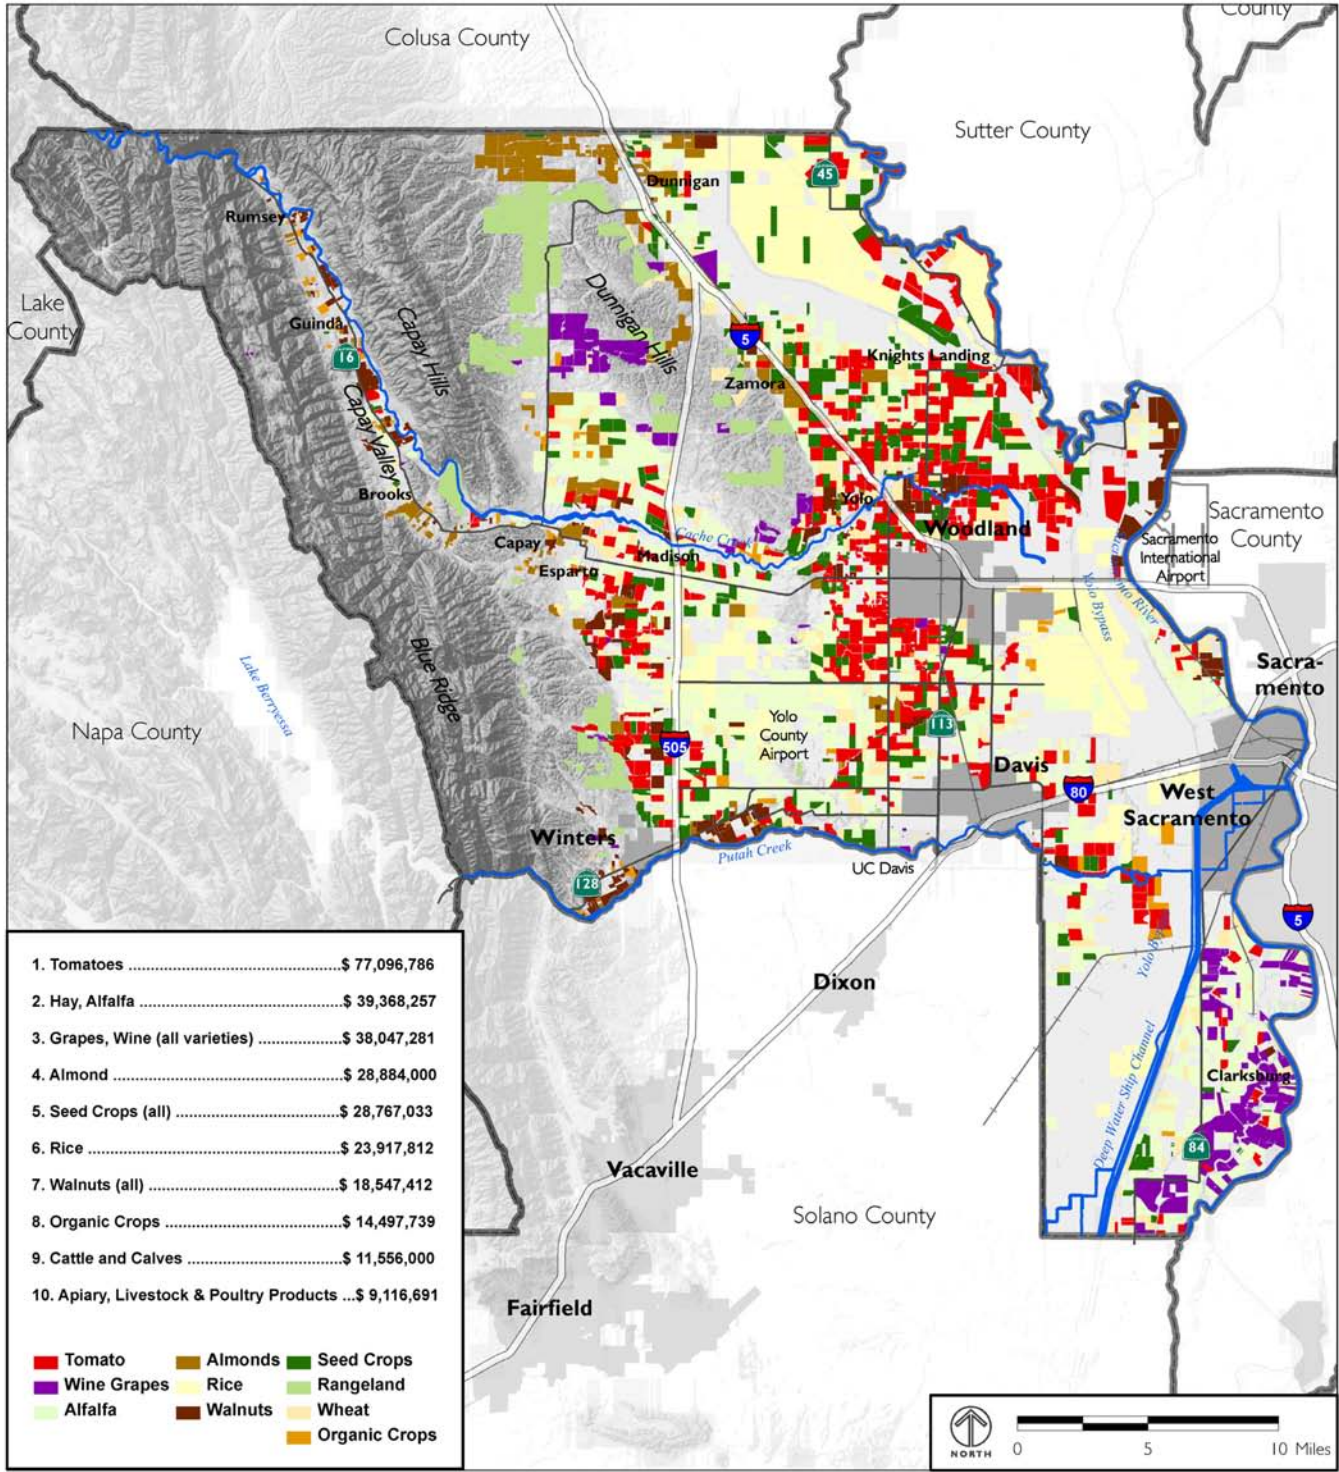 County
Colusa County
Sutter County
45
Dunnigan
Rumsey
Dunnigan Hills
Lake
County
Guinda
Capay Hills
16
5
Knights Landing
Zamora
Capay Valley
Brooks
Yolo
Woodland
Sacramento
County
Capay
Cache Creek
Madison
Sacramento
International
Airport
Esparto
Yolo Bypass
Sacramento River
Blue Ridge
Lake Berryessa
Sacra-
mento
Napa County
Yolo
County
Airport
113
505
Davis
80
West
Sacramento
Winters
Putah Creek
UC Davis
128
5
Yolo Bypass
Dixon
Deep Water Ship Channel
Clarksburg
84
Vacaville
Solano County
Fairfield
1. Tomatoes ..........................................$ 77,096,786
2. Hay, Alfalfa ........................................$ 39,368,257
3. Grapes, Wine (all varieties) ................$ 38,047,281
4. Almond .............................................$ 28,884,000
5. Seed Crops (all) ................................$ 28,767,033
6. Rice .................................................$ 23,917,812
7. Walnuts (all) ......................................$ 18,547,412
8. Organic Crops ..................................$ 14,497,739
9. Cattle and Calves ..............................$ 11,556,000
10. Apiary, Livestock & Poultry Products ...$ 9,116,691
Tomato Almonds Seed Crops
Wine Grapes Rice Rangeland
Alfalfa Walnuts Wheat
Organic Crops
NORTH
0 5 10 Miles